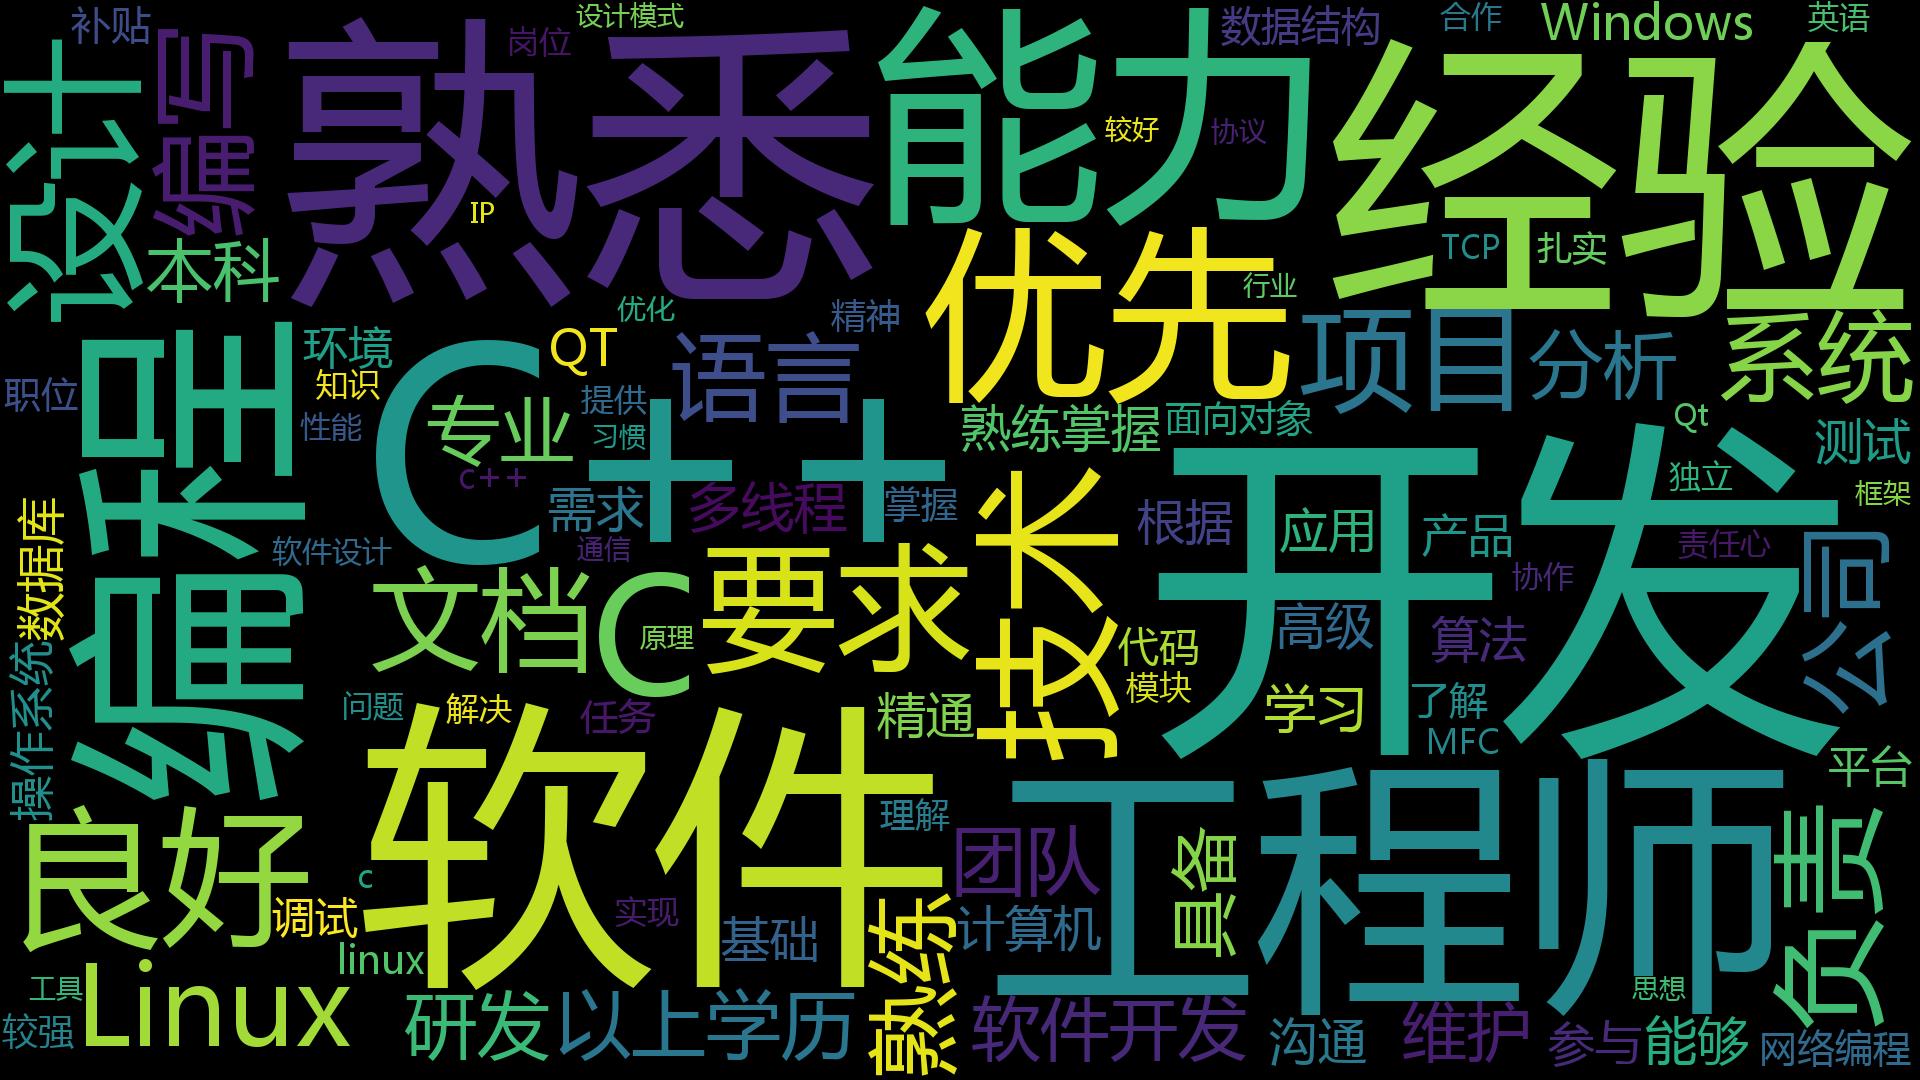 补贴
设计模式
岗位
数据结构
合作
Windows
英语
设计
编写
熟悉
能力
经验
较好
协议
IP
本科
TCP
扎实
优先
行业
优化
精神
环境
QT
语言
项目
分析
系统
职位
知识
提供
性能
习惯
C++
专业
c++
熟练掌握
面向对象
Qt
测试
编程
需求
多线程
掌握
技术
根据
应用
产品
开发
独立
框架
数据库
软件设计
通信
责任心
协作
公司
文档
C
原理
要求
代码
高级
算法
模块
操作系统
问题
解决
任务
精通
学习
了解
MFC
平台
良好
软件
理解
工程师
团队
具备
负责
c
调试
实现
基础
熟练
计算机
linux
工具
Linux
较强
研发
以上学历
软件开发
沟通
维护
思想
参与
能够
网络编程